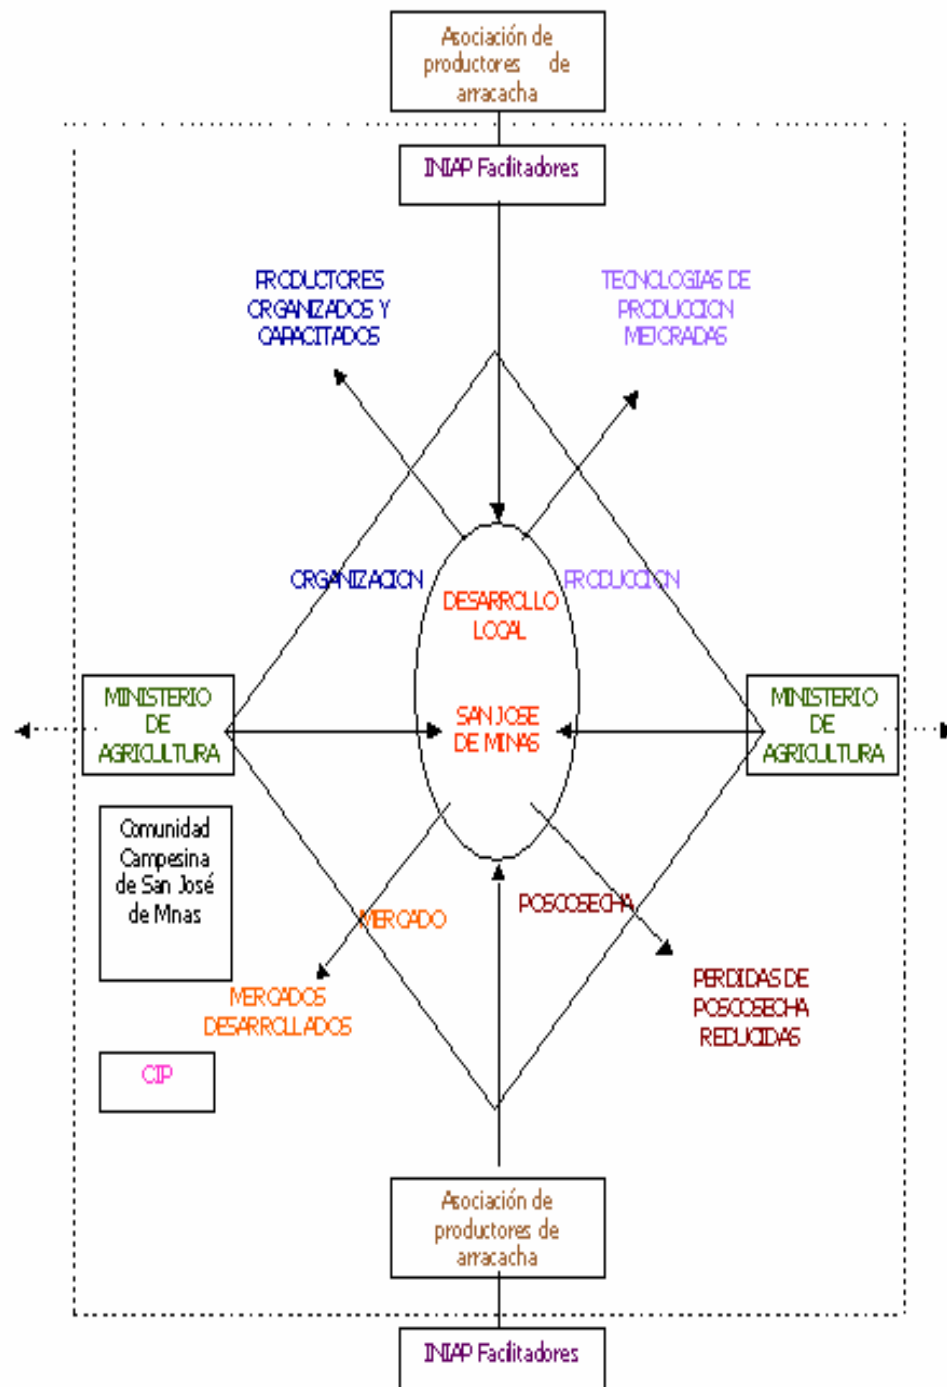 Asociación de
productores de
arracacha
INIAP Facilitadores
PRODUCTORES
ORGANIZADOS Y
CAPACITADOS
TECNOLOGIAS DE
PRODUCCION
MEJORADAS
ORGANIZACION
PRODUCCION
DESARROLLO
LOCAL
MINISTERIO
DE
AGRICULTURA
SAN JOSE
DE MINAS
MINISTERIO
DE
AGRICULTURA
Comunidad
Campesina
de San José
de Mnas
MERCADO
POSCOSECHA
MERCADOS
DESARROLLADOS
PERDIDAS DE
POSCOSECHA
REDUCIDAS
CIP
Asociación de
productores de
arracacha
INIAP Facilitadores